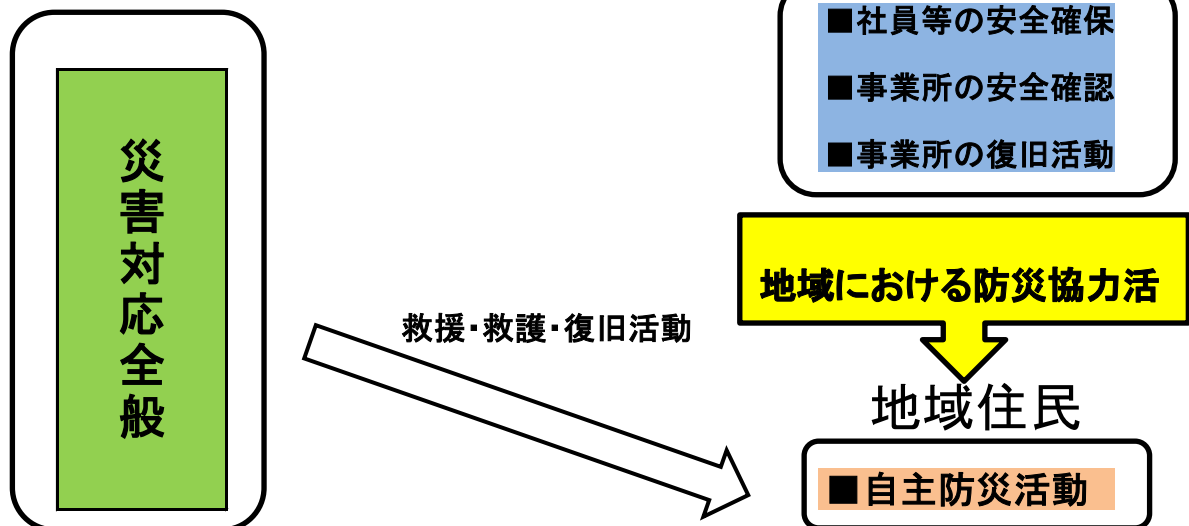 災害対応全般
■社員等の安全確保
■事業所の安全確認
■事業所の復旧活動
地域における防災協力活
救援・救護・復旧活動
地域住民
■自主防災活動